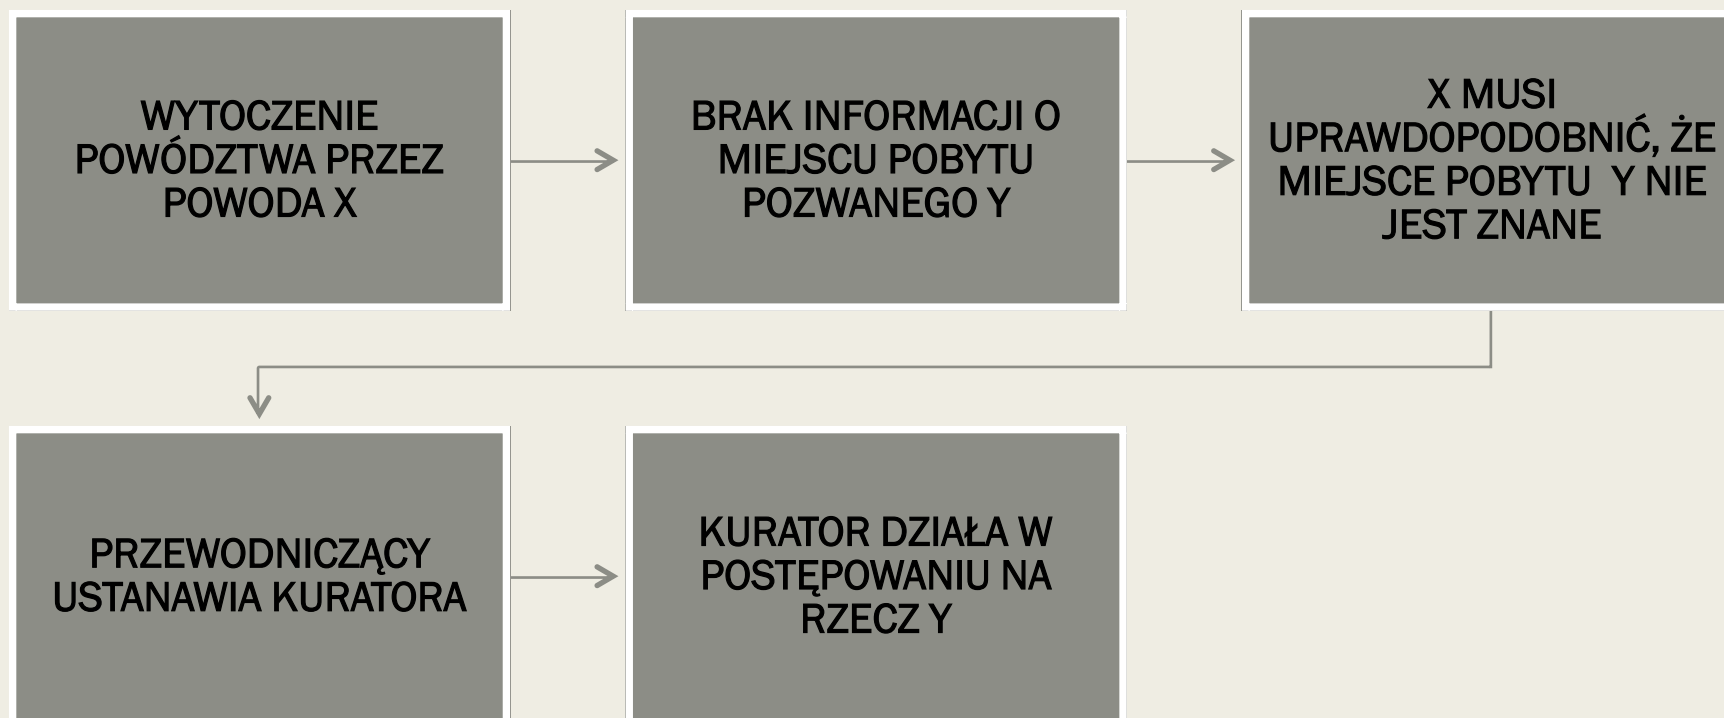 WYTOCZENIE
POWÓDZTWA PRZEZ
POWODA X
BRAK INFORMACJI O
MIEJSCU POBYTU
POZWANEGO Y
X MUSI
UPRAWDOPODOBNIĆ, ŻE
MIEJSCE POBYTU  Y NIE
JEST ZNANE
PRZEWODNICZĄCY
USTANAWIA KURATORA
KURATOR DZIAŁA W
POSTĘPOWANIU NA
RZECZ Y